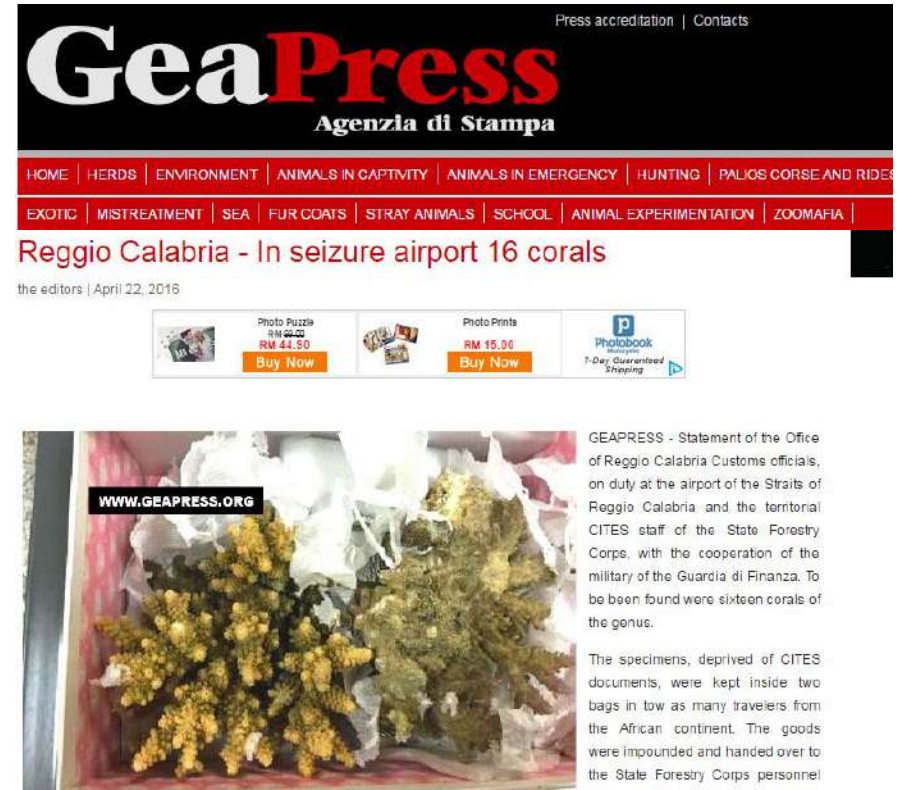 Press accreditation | Contacts
GeaPress
Agenzia di Stampa
HOME | HERDS | ENVIRONMENT | ANIMALS IN CAPTIVITY | ANIMALS IN EMERGENCY | HUNTING | PALIOS CORSE AND RIDES
EXOTIC | MISTREATMENT | SEA | FUR COATS | STRAY ANIMALS | SCHOOL | ANIMAL EXPERIMENTATION | ZOOMAFIA |
Reggio Calabria - In seizure airport 16 corals
the editors | April 22, 2016
Photo Puzzle
RM 99.00
RM 44.90
Buy Now
Photo Prints
RM 15.00
Buy Now
Photobook
Malaysia
7-Day Guaranteed
Shipping
WWW.GEAPRESS.ORG
GEAPRESS - Statement of the Office
of Reggio Calabria Customs officials,
on duty at the airport of the Straits of
Reggio Calabria and the territorial
CITES staff of the State Forestry
Corps, with the cooperation of the
military of the Guardia di Finanza. To
be been found were sixteen corals of
the genus.
The specimens, deprived of CITES
documents, were kept inside two
bags in tow as many travelers from
the African continent. The goods
were impounded and handed over to
the State Forestry Corps personnel